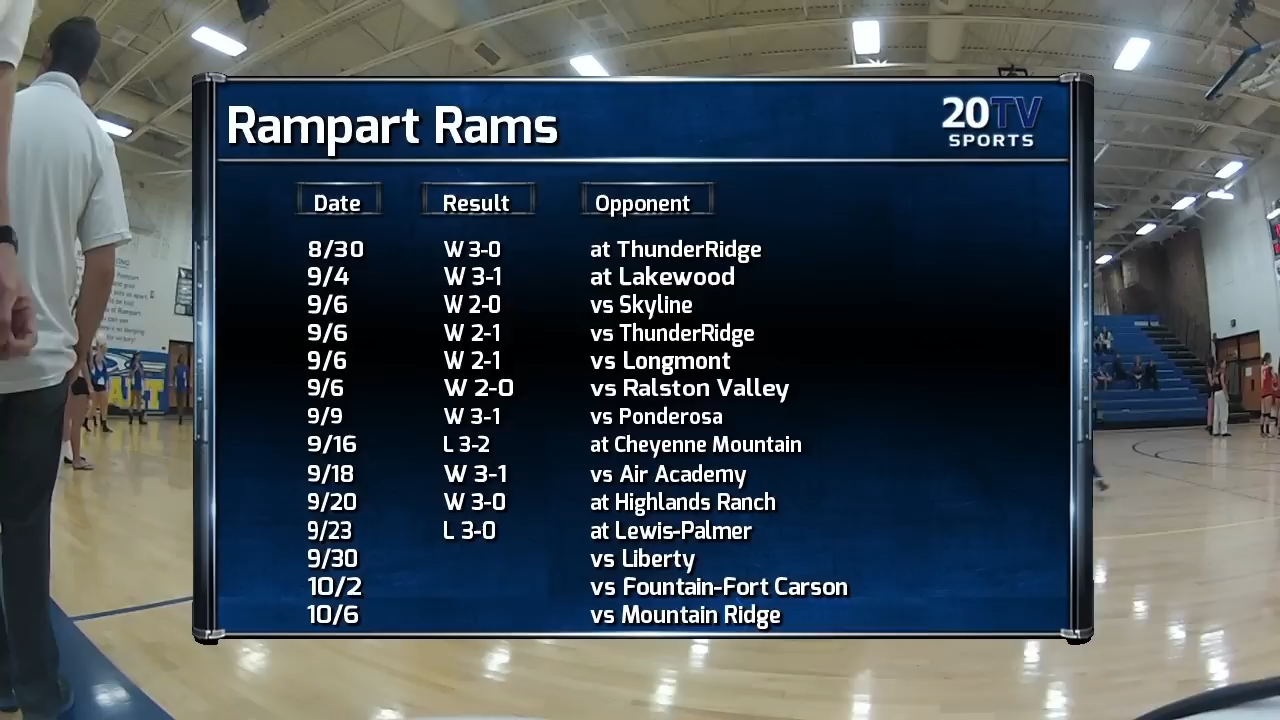 Rampart Rams
20TV
SPORTS
Date Result Opponent
8/30 W 3-0 at ThunderRidge
9/4 W 3-1 at Lakewood
9/6 W 2-0 vs Skyline
9/6 W 2-1 vs ThunderRidge
9/6 W 2-1 vs Longmont
9/6 W 2-0 vs Ralston Valley
9/9 W 3-1 vs Ponderosa
9/16 L 3-2 at Cheyenne Mountain
9/18 W 3-1 vs Air Academy
9/20 W 3-0 at Highlands Ranch
9/23 L 3-0 at Lewis-Palmer
9/30 vs Liberty
10/2 vs Fountain-Fort Carson
10/6 vs Mountain Ridge